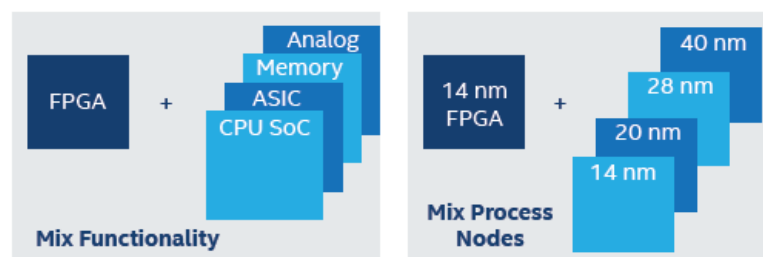 FPGA
+
Analog
Memory
ASIC
CPU SoC
Mix Functionality
14 nm
FPGA
+
40 nm
28 nm
20 nm
14 nm
Mix Process
Nodes